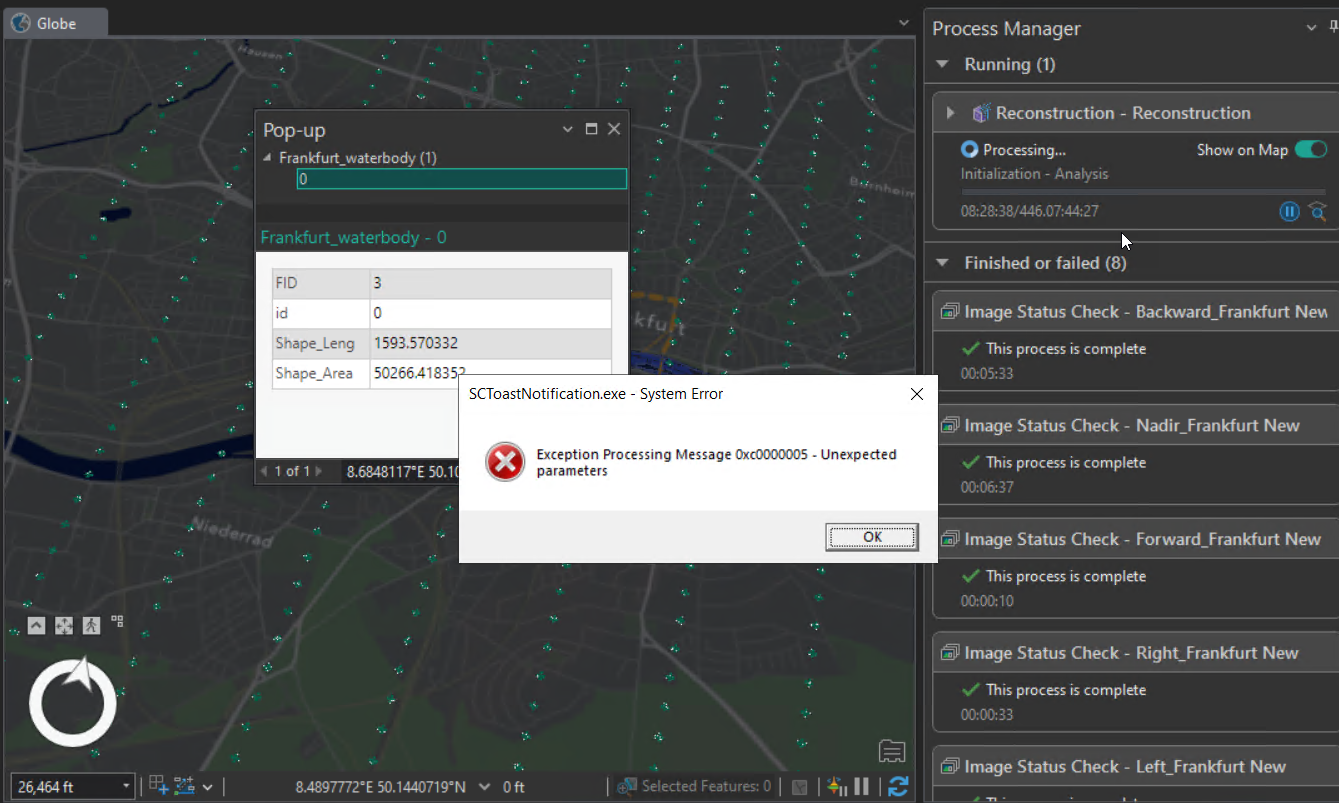 Globe
Hausen
Bornheim
Niederrad
Pop-up
Frankfurt_waterbody (1)
0
Frankfurt_waterbody - 0
FID 3
id 0
Shape_Leng 1593.570332
Shape_Area 50266.418352
1 of 1 8.6848117°E 50.10
SCToastNotification.exe - System Error
Exception Processing Message 0xc0000005 - Unexpected
parameters
OK
26,464 ft
8.4897772°E 50.1440719°N 0 ft
Selected Features: 0
Process Manager
Running (1)
Reconstruction - Reconstruction
Processing...
Show on Map
Initialization - Analysis
08:28:38/446.07:44:27
Finished or failed (8)
Image Status Check - Backward_Frankfurt New
This process is complete
00:05:33
Image Status Check - Nadir_Frankfurt New
This process is complete
00:06:37
Image Status Check - Forward_Frankfurt New
This process is complete
00:00:10
Image Status Check - Right_Frankfurt New
This process is complete
00:00:33
Image Status Check - Left_Frankfurt New